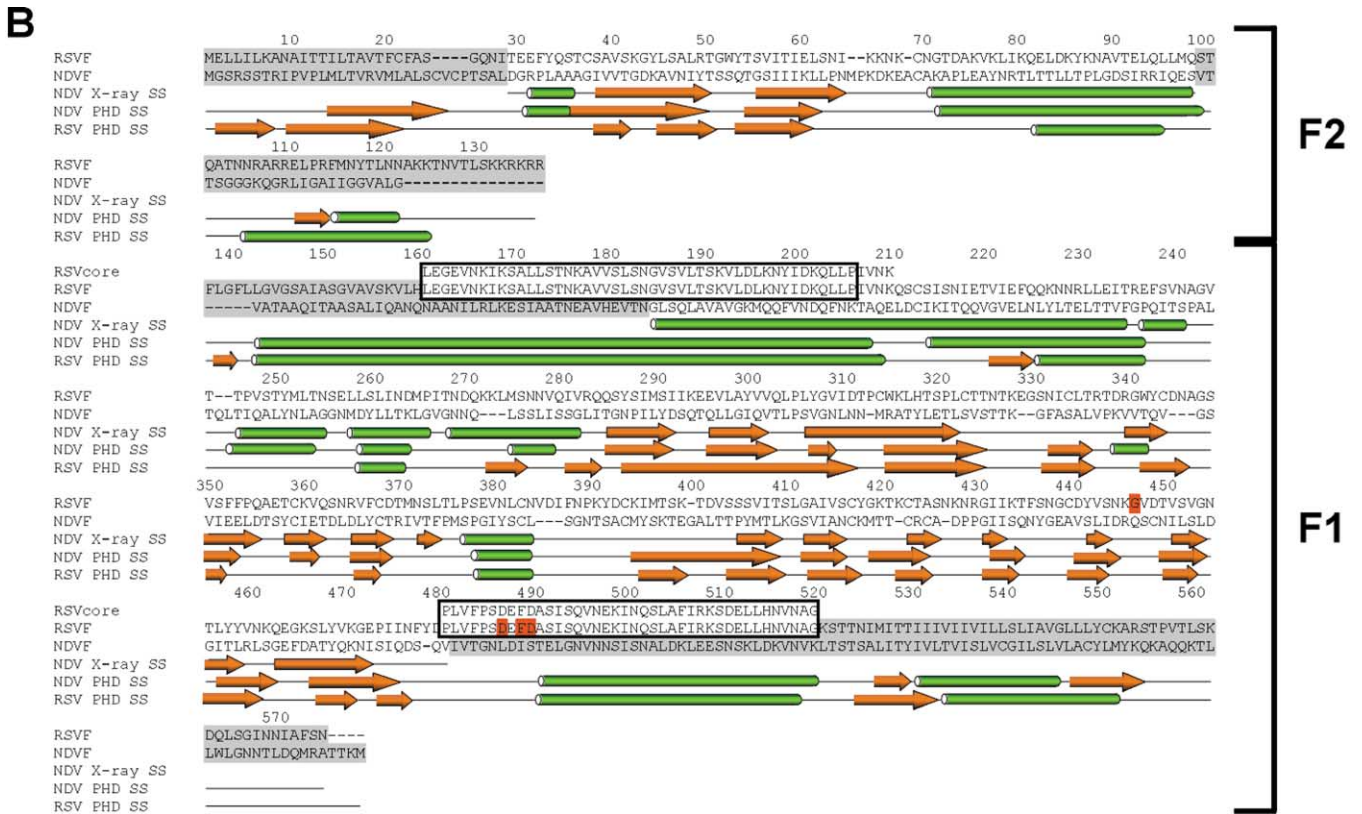 B
10 20 30 40 50 60 70 80 90 100
RSVF MELLILKANAITTILTAVTFCFAS----GQNITEEFYQSTCSAVSKGYLSALRTGWYTSVITIELSNI--KKNK-CNGTDAKVKLIKQELDKYKNAVTELQLLMQST
NDVF MGSRSSTRIPVPLMLTVRVMLALSCVCPTSALDGRPLAAAGIVVTGDKAVNIYTSSQTGSIIIKLLPNMPKDKEACAKAPLEAYNRTLTTLLTPLGDSIRRIQESVT
NDV X-ray SS
NDV PHD SS
RSV PHD SS
F2
110 120 130
RSVF QATNNRARRELPRFMNYTLNNAKKTNVTLSKKRKRR
NDVF TSGGGKQGRLIGAIIGGVALG---------------
NDV X-ray SS
NDV PHD SS
RSV PHD SS
140 150 160 170 180 190 200 210 220 230 240
RSVcore LEGEVNKIKSALLSTNKAVVSLSNGVSVLTSKVLDLKNYIDKQLLPIVNK
RSVF FLGFLLGVGSAIASGVAVSKVLHLEGEVNKIKSALLSTNKAVVSLSNGVSVLTSKVLDLKNYIDKQLLPIVNKQSCSISNIETVIEFQQKNNRLLEITREFSVNAGV
NDVF -----VATAAQITAASALIQANQNAANILRLKESIAATNEAVHEVTNGLSQLAVAVGKMQQFVNDQFNKTAQELDCIKITQQVGVELNLYLTELTTVFGPQITSPAL
NDV X-ray SS
NDV PHD SS
RSV PHD SS
250 260 270 280 290 300 310 320 330 340
RSVF T--TPVSTYMLTNSELLSLINDMPITNDQKKLMSNNVQIVRQQSYSIMSIIKEEVLAYVVQLPLYGVIDTPCWKLHTSPLCTTNTKEGSNICLTRTDRGWYCDNAGS
NDVF TQLTIQALYNLAGGNMDYLLTKLGVGNNQ---LSSLISSGLITGNPILYDSQTQLLGIQVTLPSVGNLNN-MRATYLETLSVSTTK---GFASALVPKVVTQV---GS
NDV X-ray SS
NDV PHD SS
RSV PHD SS
F1
350 360 370 380 390 400 410 420 430 440 450
RSVF VSFFPQAETCKVQSNRVFCDTMNSLTLPSEVNLCNVDIFNPKYDCKIMTSK-TDVSSSVITSLGAIVSCYGKTKCTASNKNRGIIKTFSNGCDYVSNKGVDTVSVGN
NDVF VIEELDTSYCIETDLDLYCTRIVTFPMSPGIYSCL---SGNTSACMYSKTEGALTTPYMTLKGSVIANCKMTT-CRCA-DPPGIISQNYGEAVSLIDRQSCNILSLD
NDV X-ray SS
NDV PHD SS
RSV PHD SS
460 470 480 490 500 510 520 530 540 550 560
RSVcore PLVFPSDEFDASISQVNEKINQSLAFIRKSDELLHNVNAG
RSVF TLYYVNKQEGKSLYVKGEPIINFYDPLVFPSDEFDASISQVNEKINQSLAFIRKSDELLHNVNAGKSTTNIMITTIIIVIIVILLSLIAVGLLLYCKARSTPVTLSK
NDVF GITLRLSGEFDATYQKNISIQDS-QVIVTGNLDISTELGNVNNSISNALDKLEESNSKLDKVNVKLTSTSALITYIVLTVISLVCGILSLVLACYLMYKQKAQQKTL
NDV X-ray SS
NDV PHD SS
RSV PHD SS
570
RSVF DQLSGINNIAFSN----
NDVF LWLGNNTLDQMRATTKM
NDV X-ray SS
NDV PHD SS
RSV PHD SS